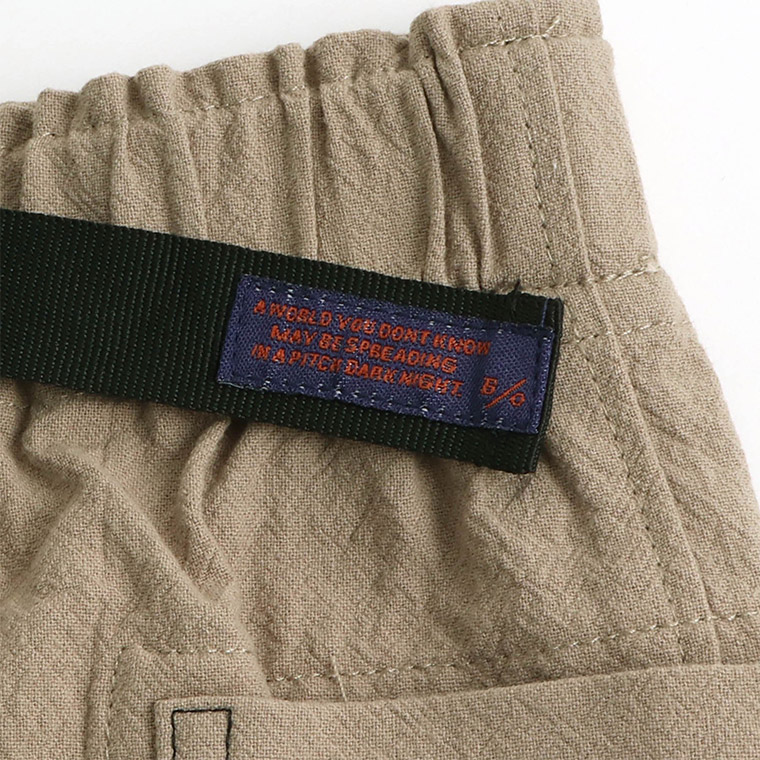 A WORLD YOU DONT KNOW
MAY BE SPREADING
IN A PITCH DARK NIGHT